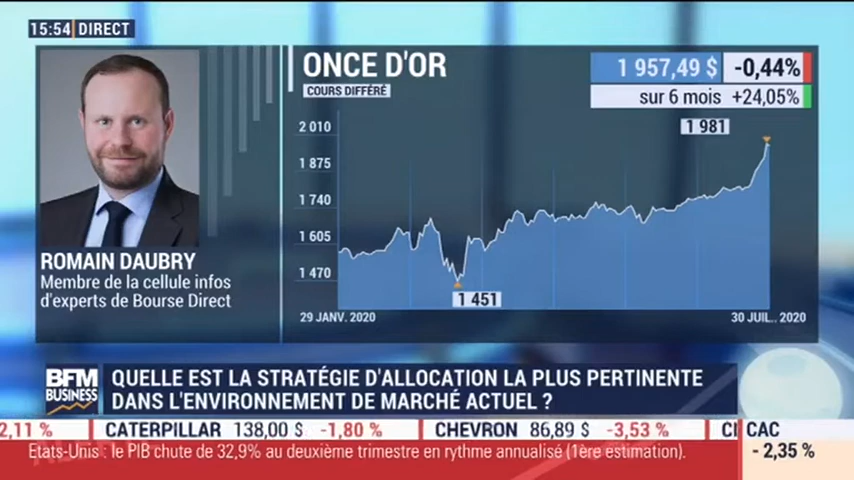 15:54 DIRECT
ONCE D'OR
COURS DIFFÉRÉ
1 957,49 $ -0,44%
sur 6 mois +24,05%
2 010
1 981
1 875
1 740
1 605
1 470
1 451
29 JANV. 2020
30 JUIL.. 2020
ROMAIN DAUBRY
Membre de la cellule infos
d'experts de Bourse Direct
BFM
BUSINESS
QUELLE EST LA STRATÉGIE D'ALLOCATION LA PLUS PERTINENTE
DANS L'ENVIRONNEMENT DE MARCHÉ ACTUEL ?
2,11 % CATERPILLAR 138,00 $ -1,80 % CHEVRON 86,89 $ -3,53 % CI
CAC
- 2,35 %
Etats-Unis : le PIB chute de 32,9% au deuxième trimestre en rythme annualisé (1ère estimation).